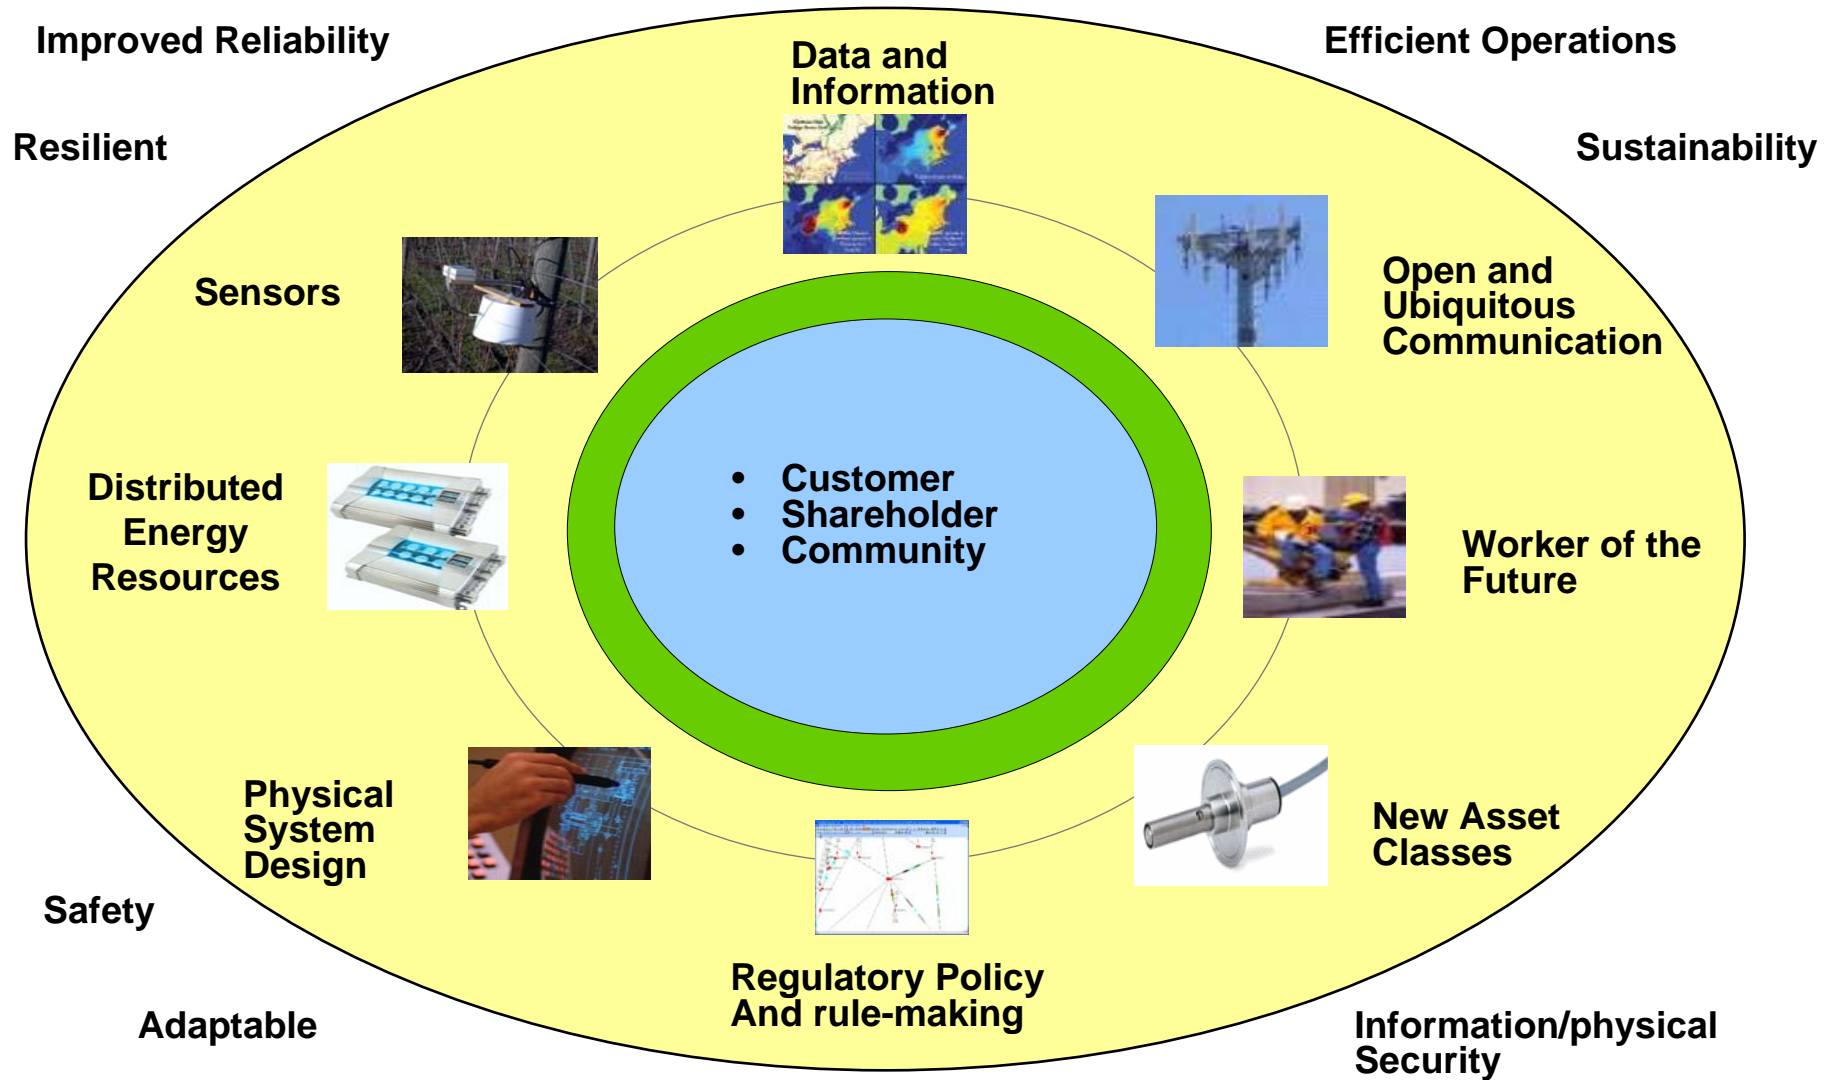 Improved Reliability
Efficient Operations
Data and
Information
Resilient
Sustainability
Sensors
Open and
Ubiquitous
Communication
Distributed
Energy
Resources
• Customer
• Shareholder
• Community
Worker of the
Future
Physical
System
Design
New Asset
Classes
Safety
Regulatory Policy
And rule-making
Adaptable
Information/physical
Security